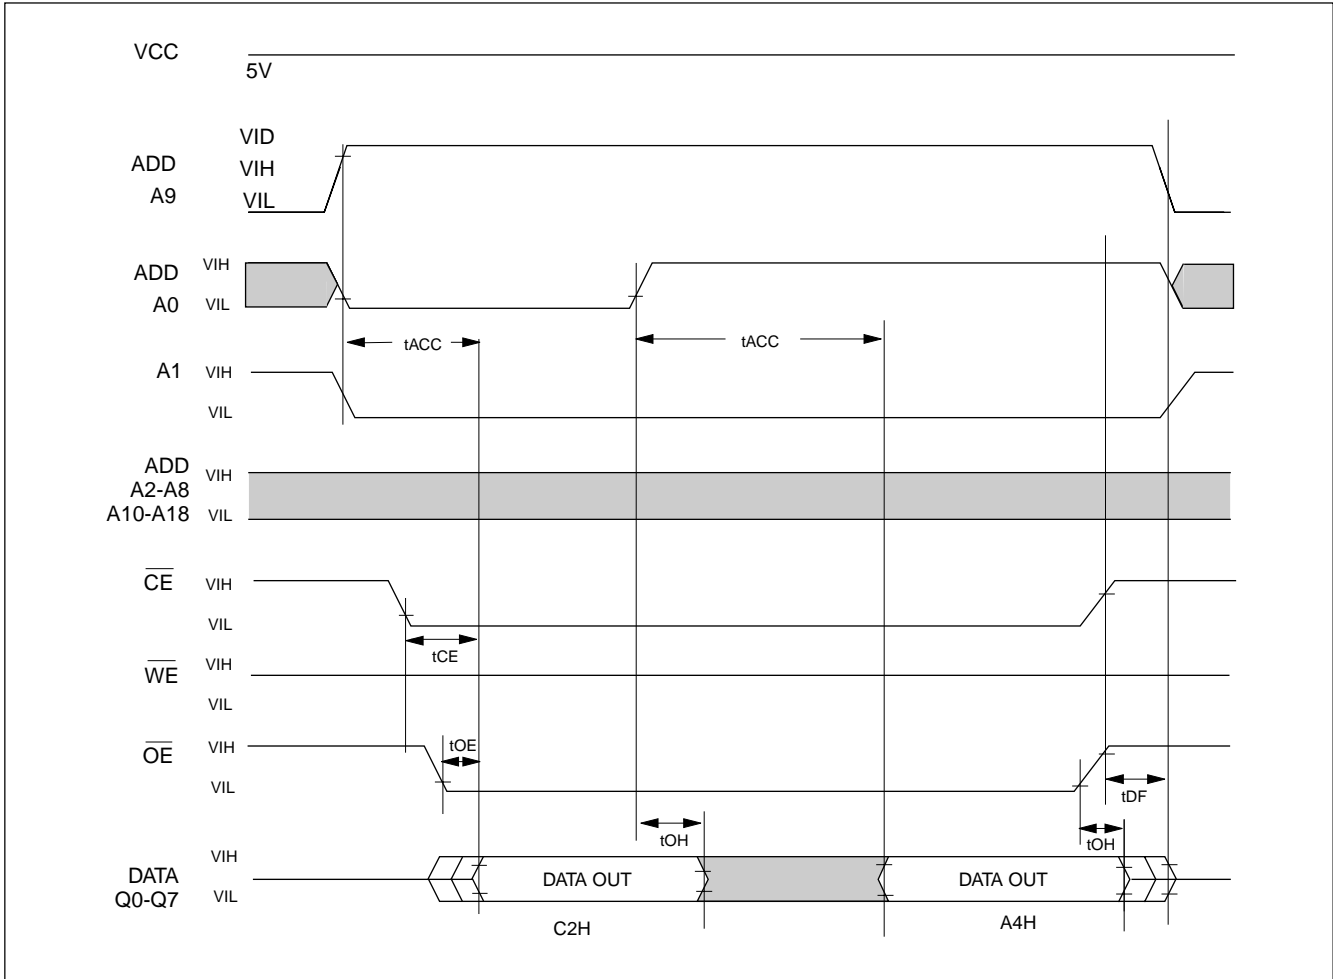 VCC
5V
VID
ADD VIH
A9 VIL
ADD VIH
A0 VIL
tACC tACC
A1 VIH
VIL
ADD VIH
A2-A8
A10-A18 VIL
CE VIH
VIL
tCE
WE VIH
VIL
OE VIH tOE
VIL
tDF
tOH tOH
VIH
DATA DATA OUT DATA OUT
Q0-Q7 VIL
C2H A4H